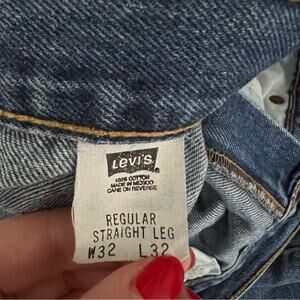 LEVI'S®
100% COTTON
MADE IN MEXICO
CARE ON REVERSE
REGULAR
STRAIGHT LEG
W32 L32